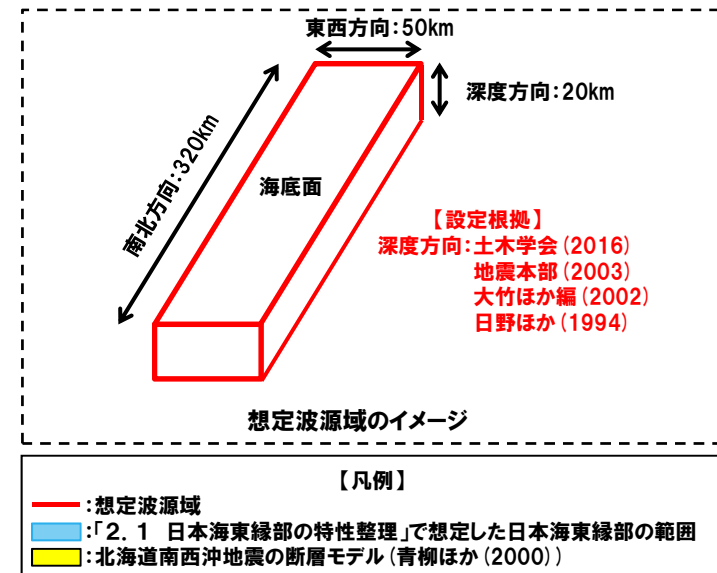 東西方向:50km
深度方向:20km
南北方向:320km
海底面
【設定根拠】
深度方向:土木学会(2016)
地震本部(2003)
大竹ほか編(2002)
日野ほか(1994)
想定波源域のイメージ
【凡例】
:想定波源域
:「2.1 日本海東縁部の特性整理」で想定した日本海東縁部の範囲
:北海道南西沖地震の断層モデル(青柳ほか(2000))